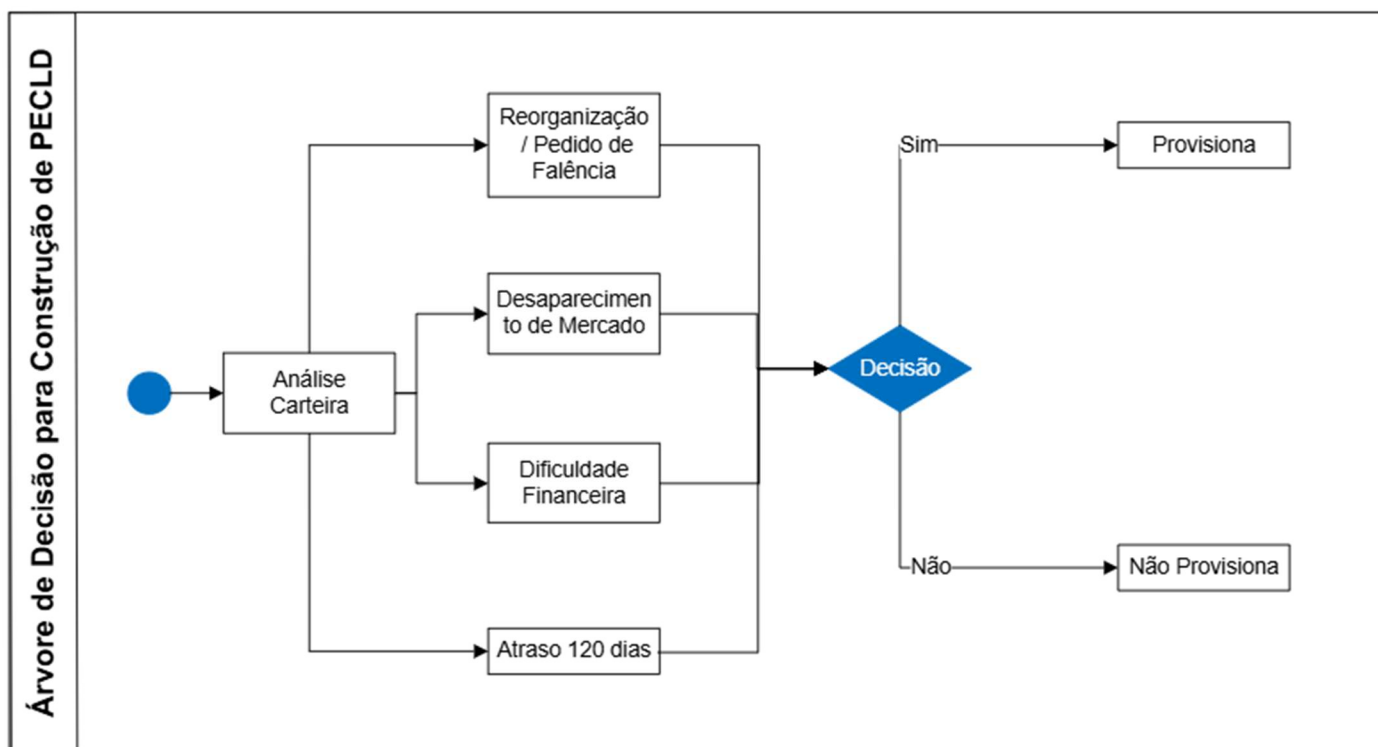 Árvore de Decisão para Construção de PECLD
Análise
Carteira
Reorganização
/ Pedido de
Falência
Desaparecimen
to de Mercado
Dificuldade
Financeira
Atraso 120 dias
Decisão
Sim
Provisiona
Não
Não Provisiona